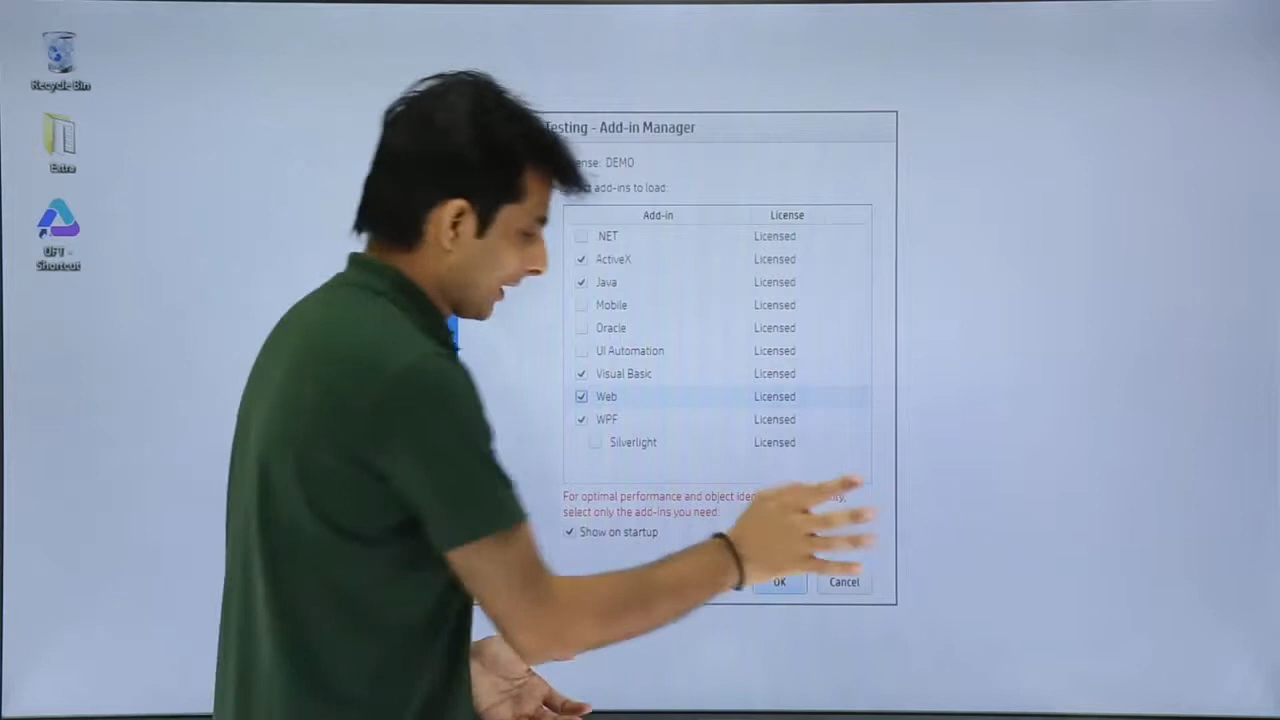 Recycle Bin
Extra
UFT -
Shortcut
Testing - Add-in Manager
DEMO
add-ins to load:
Add-in License
NET Licensed
ActiveX Licensed
Java Licensed
Mobile Licensed
Oracle Licensed
UI Automation Licensed
Visual Basic Licensed
Web Licensed
WPF Licensed
Silverlight Licensed
For optimal performance and object
select only the add-ins you need.
Show on startup
OK Cancel